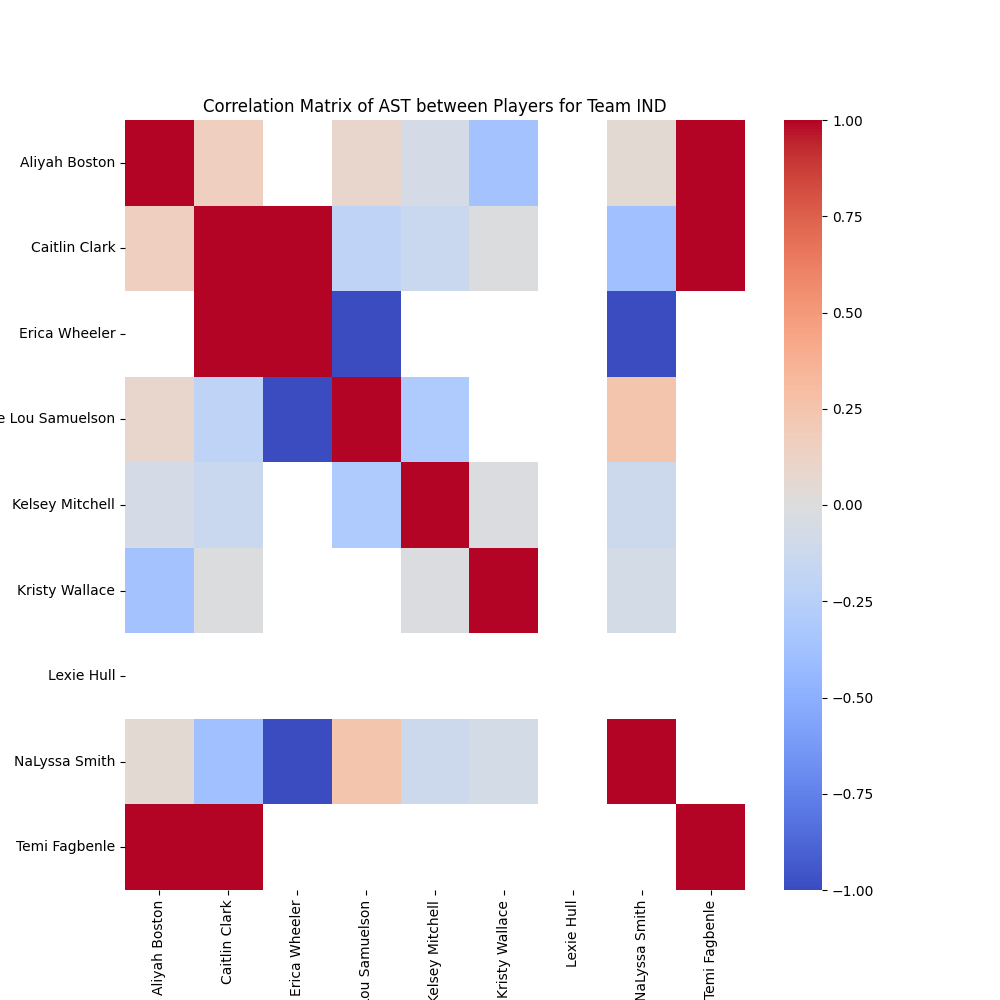 Correlation Matrix of AST between Players for Team IND
Aliyah Boston
Caitlin Clark
Erica Wheeler
e Lou Samuelson
Kelsey Mitchell
Kristy Wallace
Lexie Hull
NaLyssa Smith
Temi Fagbenle
Aliyah Boston
Caitlin Clark
Erica Wheeler
Lou Samuelson
Kelsey Mitchell
Kristy Wallace
Lexie Hull
NaLyssa Smith
Temi Fagbenle
1.00
0.75
0.50
0.25
0.00
−0.25
−0.50
−0.75
−1.00